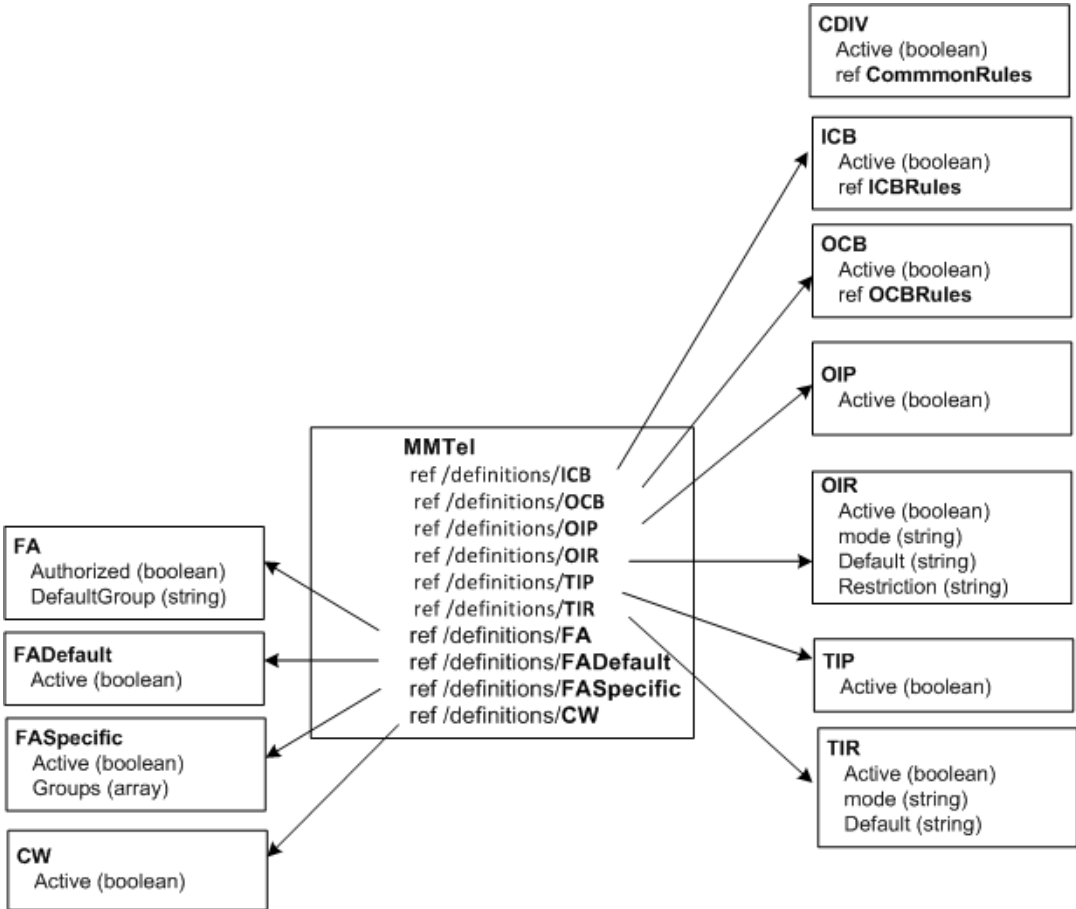 CDIV
Active (boolean)
ref CommmonRules
ICB
Active (boolean)
ref ICBRules
OCB
Active (boolean)
ref OCBRules
OIP
Active (boolean)
OIR
Active (boolean)
mode (string)
Default (string)
Restriction (string)
TIP
Active (boolean)
TIR
Active (boolean)
mode (string)
Default (string)
MMTel
ref /definitions/ICB
ref /definitions/OCB
ref /definitions/OIP
ref /definitions/OIR
ref /definitions/TIP
ref /definitions/TIR
ref /definitions/FA
ref /definitions/FADefault
ref /definitions/FASpecific
ref /definitions/CW
FA
Authorized (boolean)
DefaultGroup (string)
FADefault
Active (boolean)
FASpecific
Active (boolean)
Groups (array)
CW
Active (boolean)